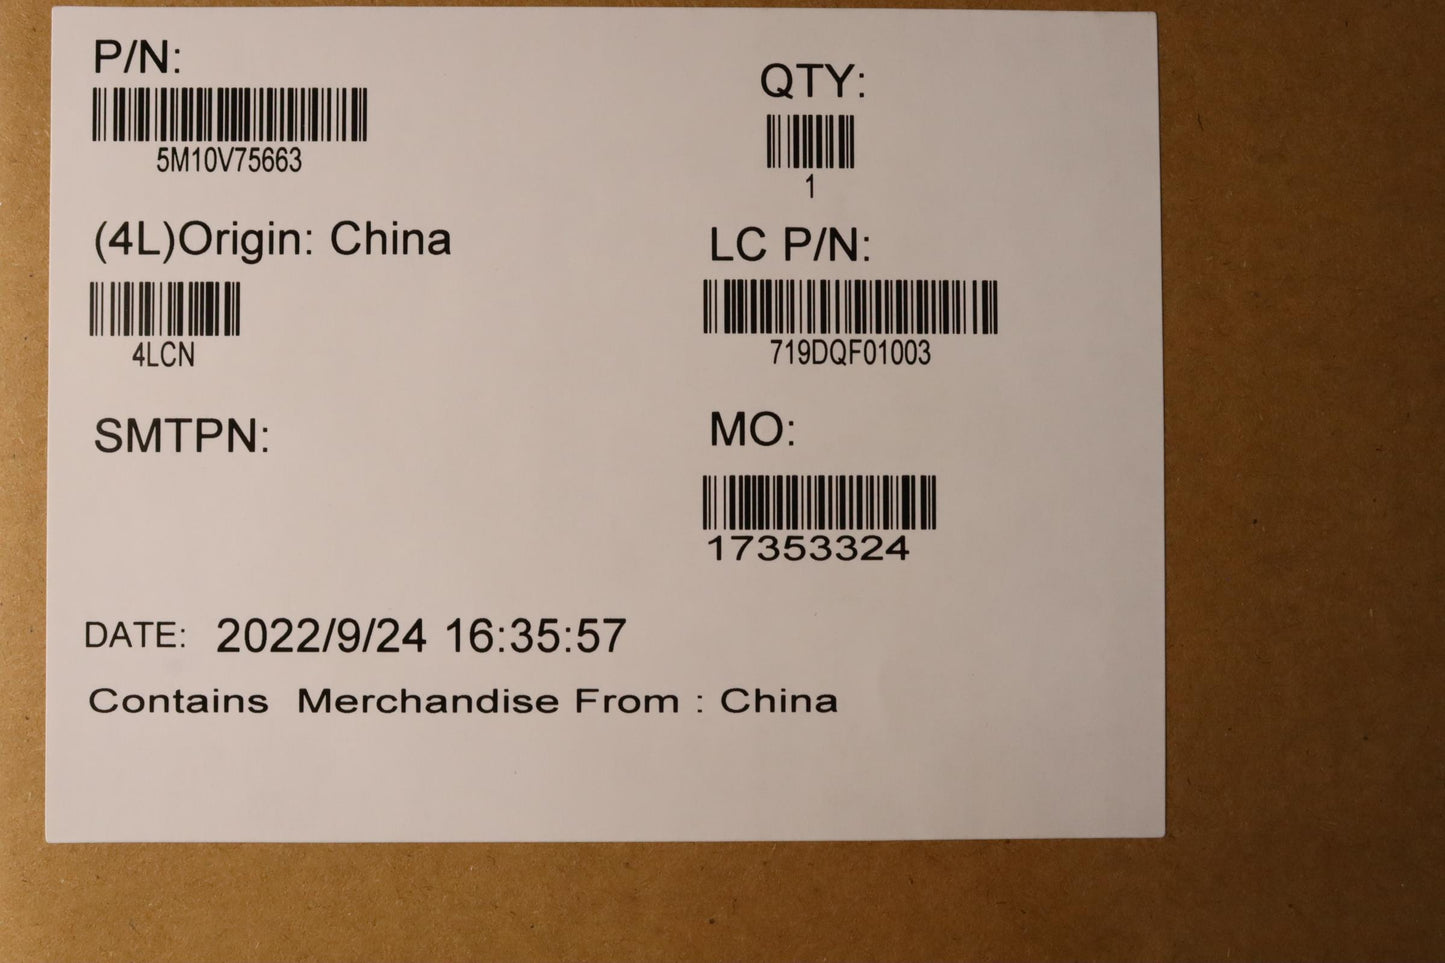 P/N:
5M10V75663
QTY:
1
(4L)Origin: China
4LCN
LC P/N:
719DQF01003
SMTPN:
MO:
17353324
DATE: 2022/9/24 16:35:57
Contains Merchandise From : China